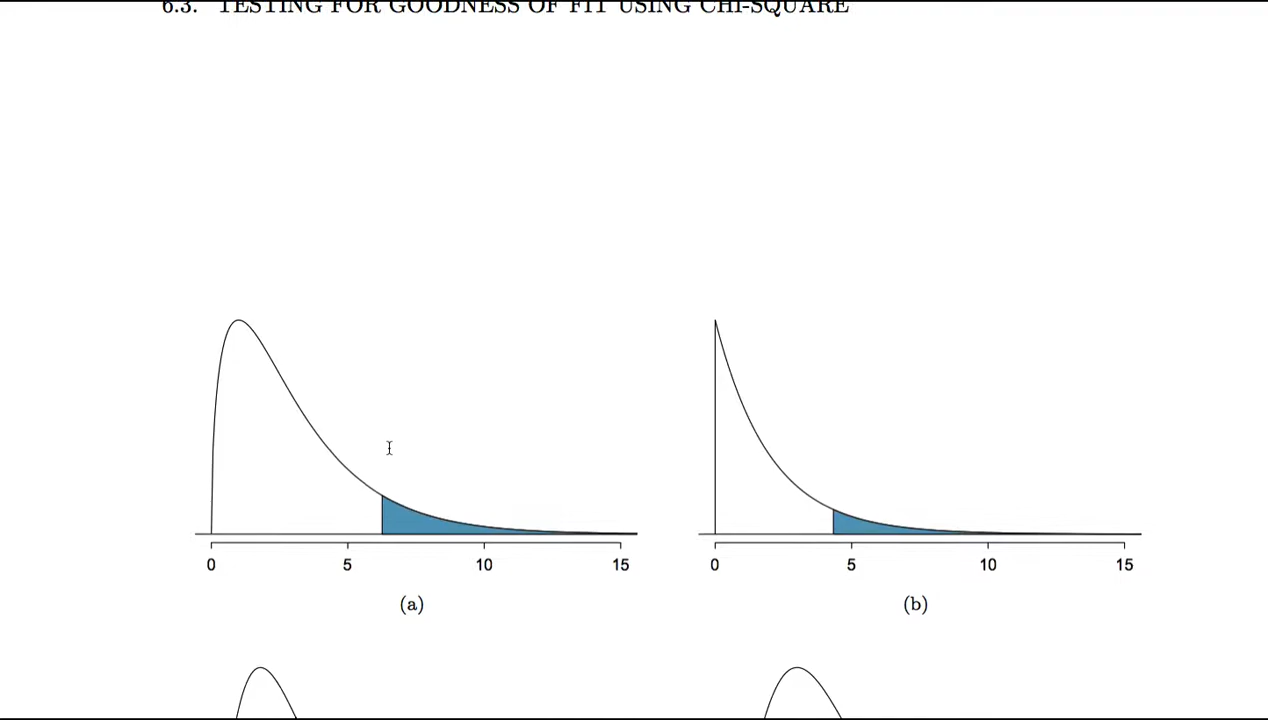 6.3. TESTING FOR GOODNESS OF FIT USING CHI-SQUARE
0 5 10 15
0 5 10 15
(a)
(b)